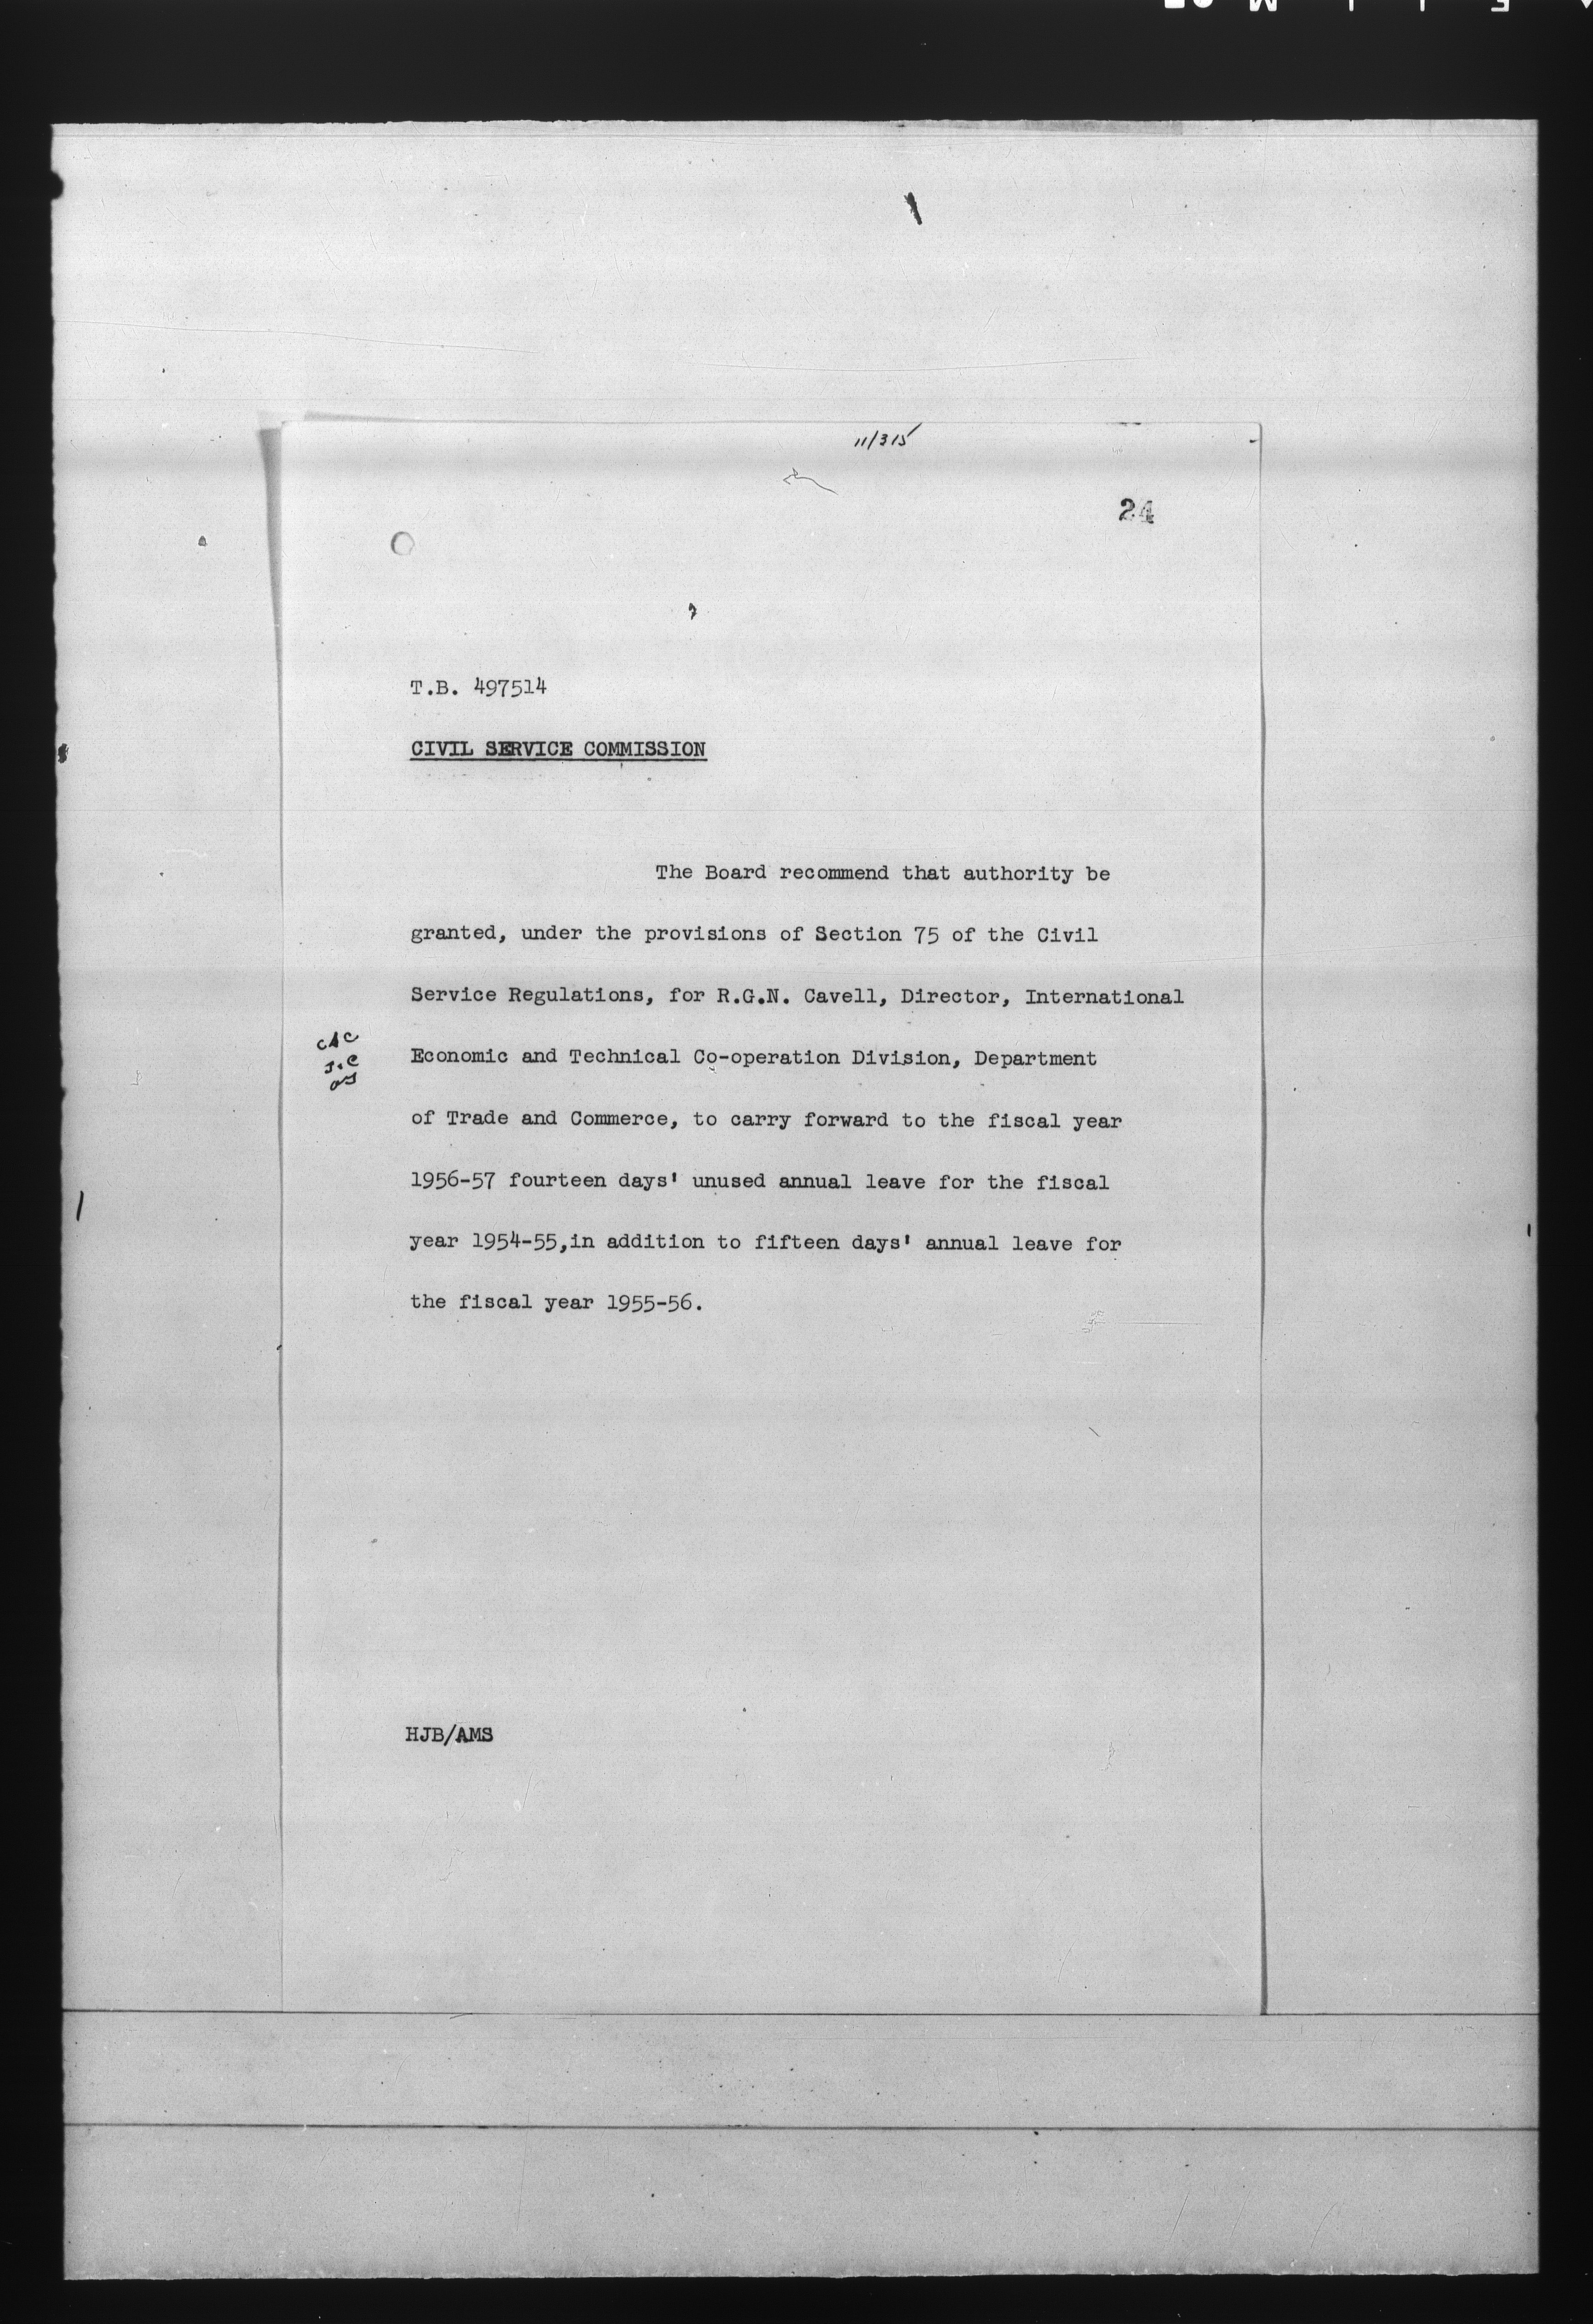 11/315
24
T.B. 497514
CIVIL SERVICE COMMISSION
The Board recommend that authority be
granted, under the provisions of Section 75 of the Civil
Service Regulations, for R.G.N. Cavell, Director, International
Economic and Technical Co-operation Division, Department
of Trade and Commerce, to carry forward to the fiscal year
1956-57 fourteen days' unused annual leave for the fiscal
year 1954-55,in addition to fifteen days' annual leave for
the fiscal year 1955-56.
HJB/AMS